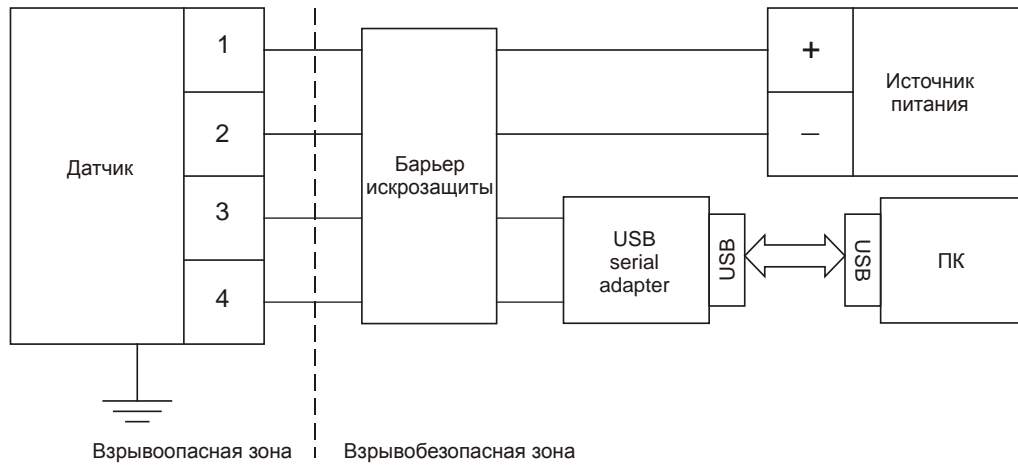 Датчик
1
2
3
4
Барьер
искрозащиты
+
–
Источник
питания
USB
serial
adapter
USB
USB
ПК
Взрывоопасная зона
Взрывобезопасная зона